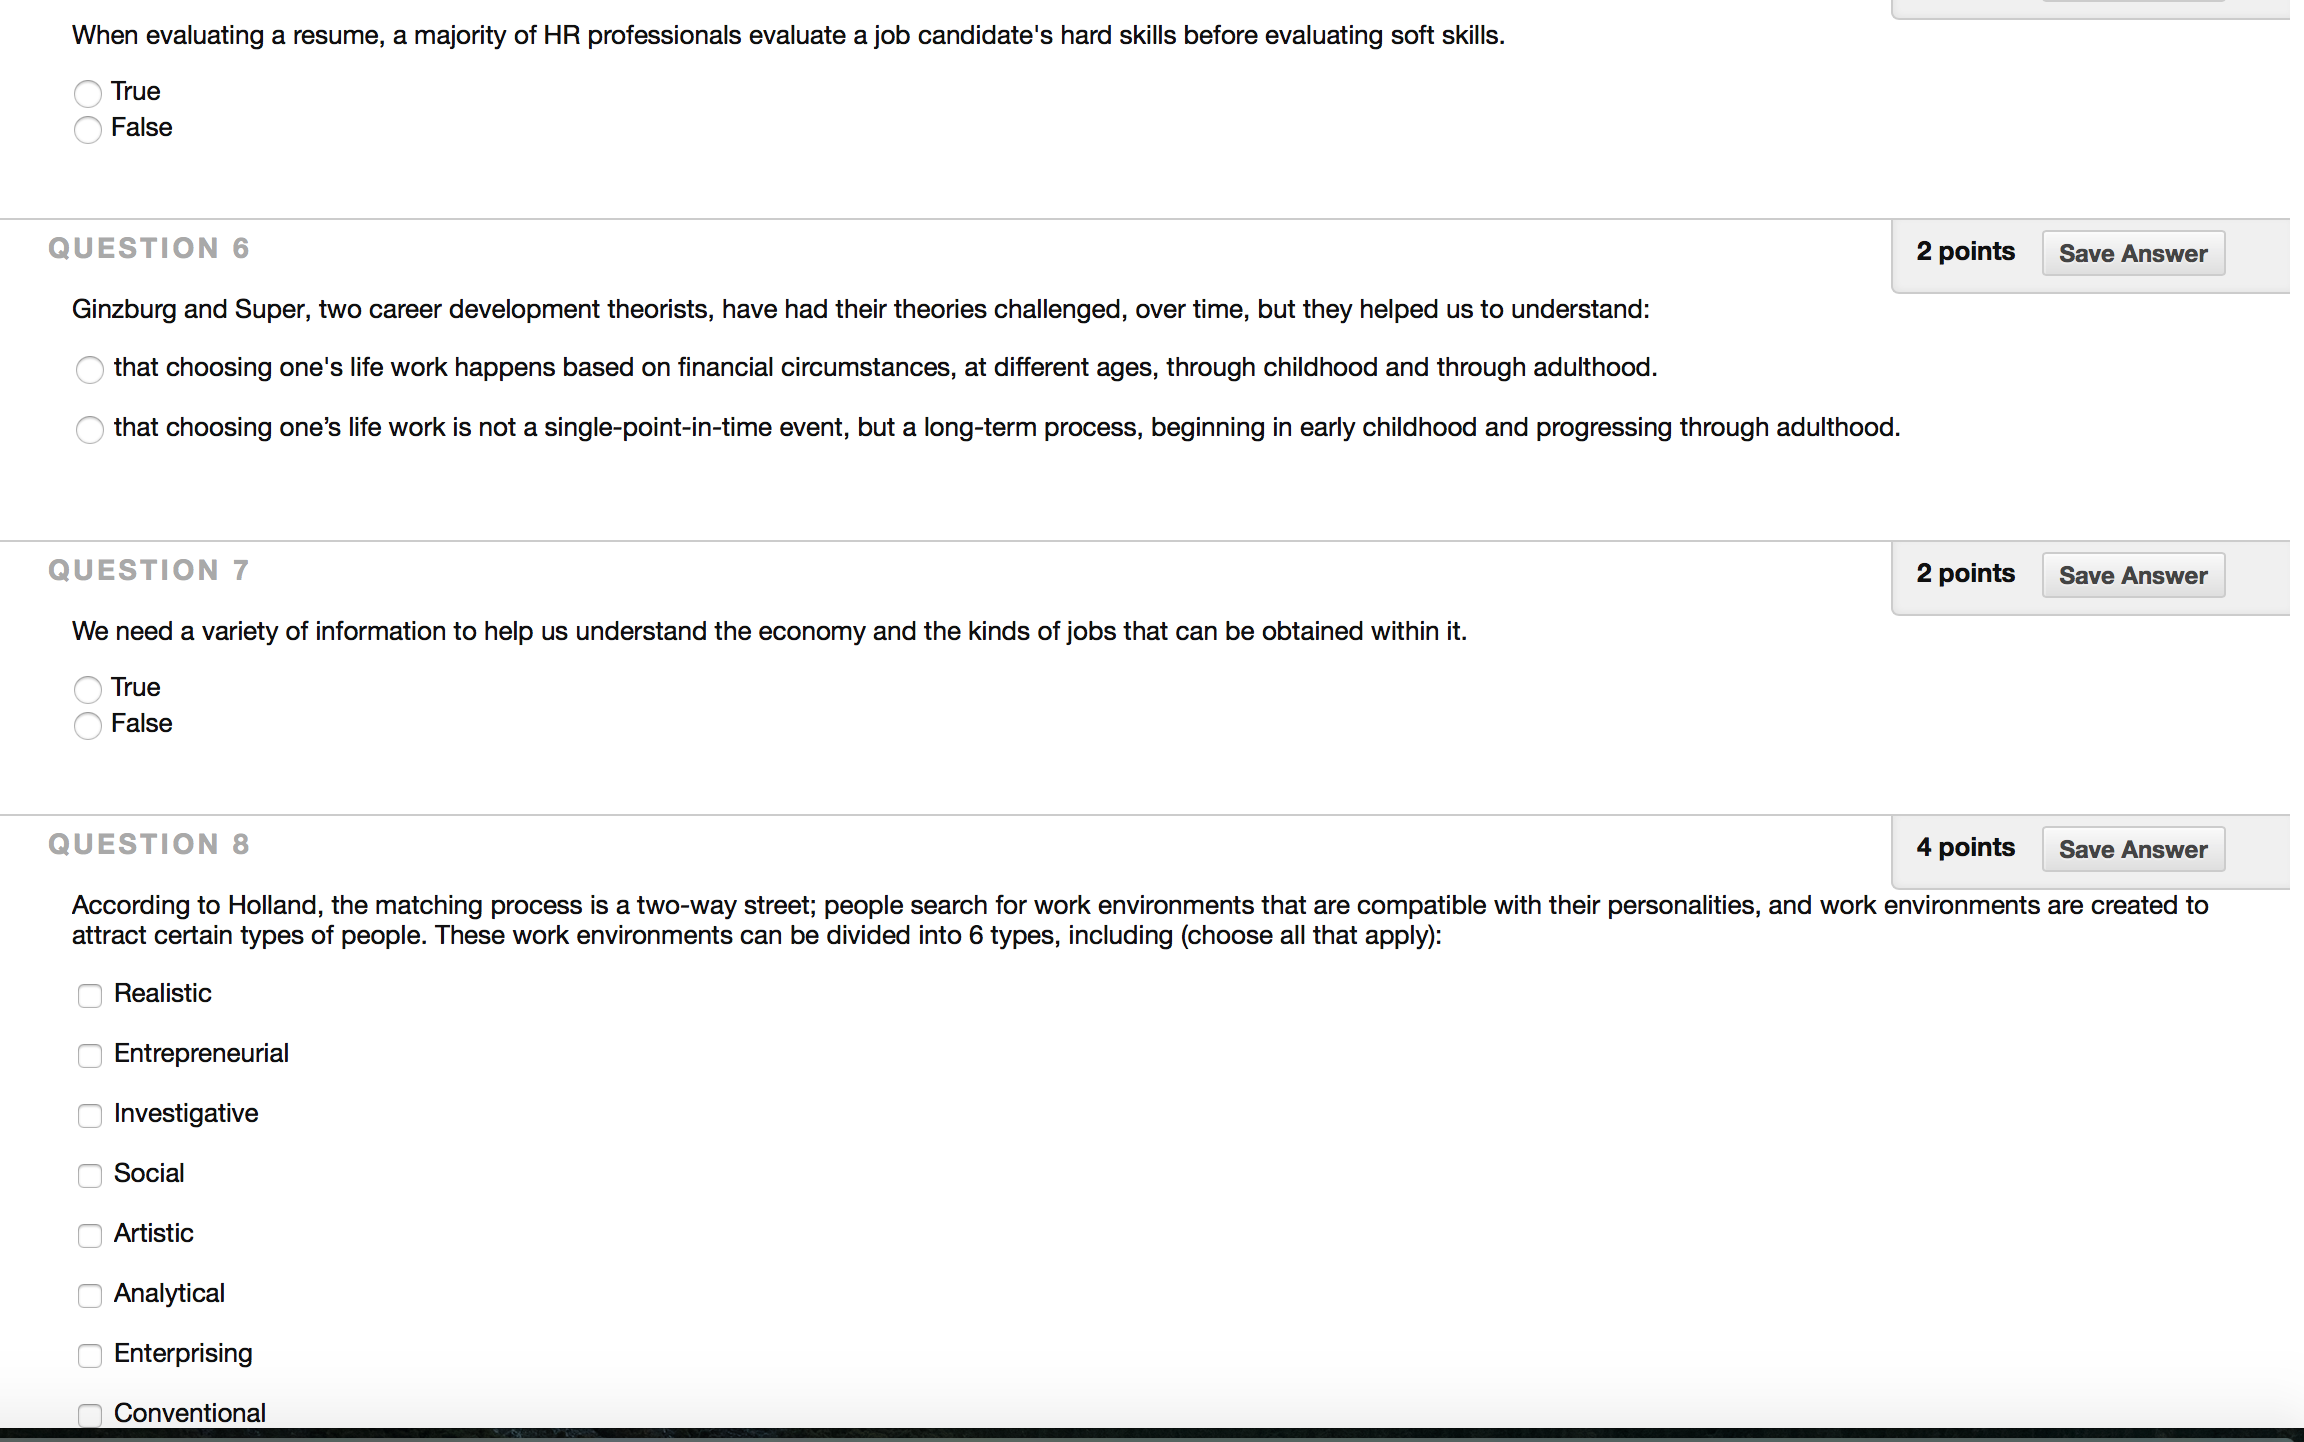 When evaluating a resume, a majority of HR professionals evaluate a job candidate's hard skills before evaluating soft skills.
True
False
QUESTION 6
2 points
Save Answer
Ginzburg and Super, two career development theorists, have had their theories challenged, over time, but they helped us to understand:
that choosing one's life work happens based on financial circumstances, at different ages, through childhood and through adulthood.
that choosing one’s life work is not a single-point-in-time event, but a long-term process, beginning in early childhood and progressing through adulthood.
QUESTION 7
2 points
Save Answer
We need a variety of information to help us understand the economy and the kinds of jobs that can be obtained within it.
True
False
QUESTION 8
4 points
Save Answer
According to Holland, the matching process is a two-way street; people search for work environments that are compatible with their personalities, and work environments are created to
attract certain types of people. These work environments can be divided into 6 types, including (choose all that apply):
Realistic
Entrepreneurial
Investigative
Social
Artistic
Analytical
Enterprising
Conventional